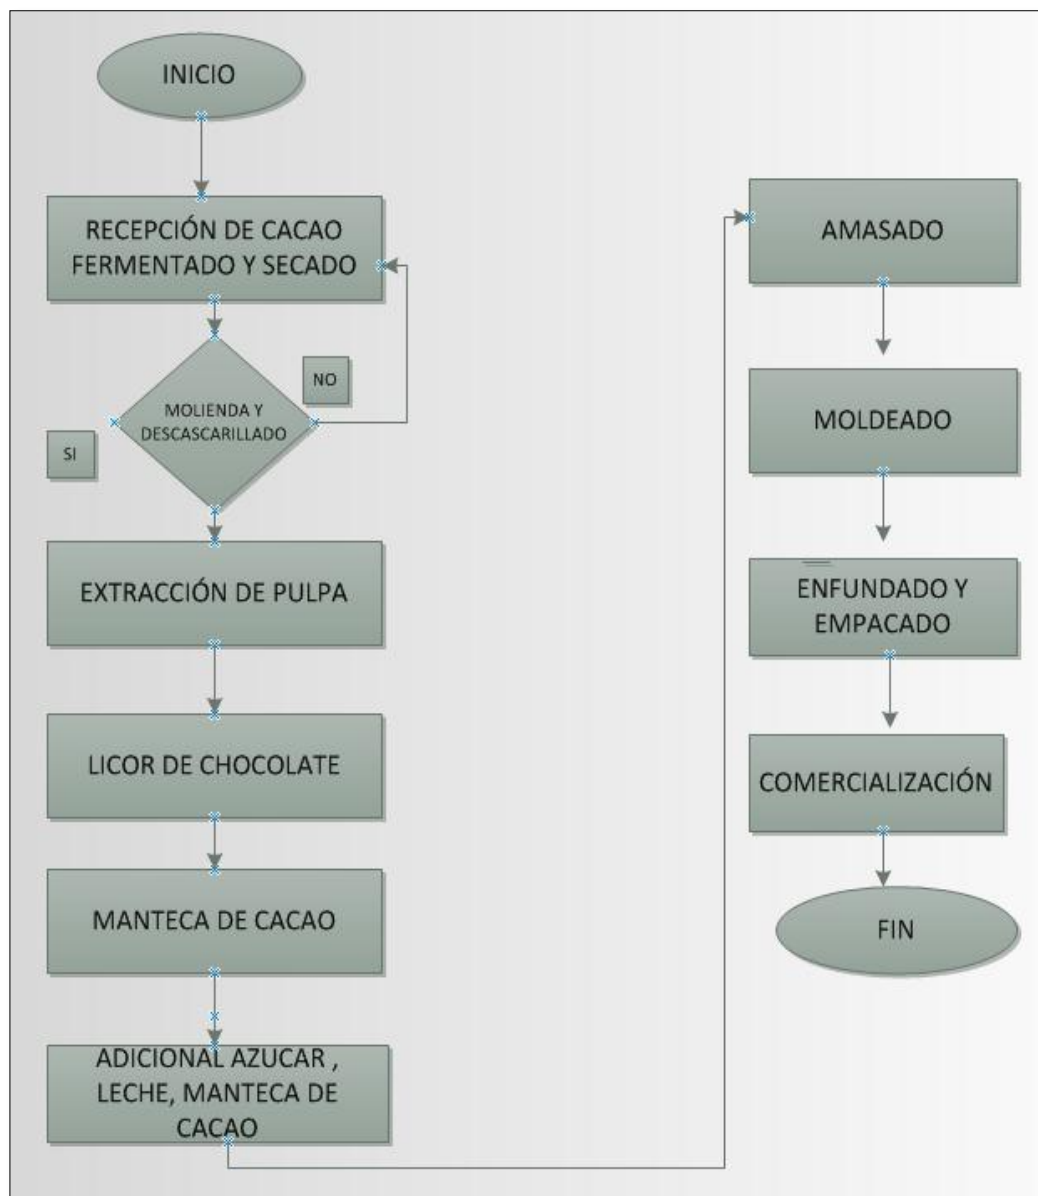 INICIO
RECEPCIÓN DE CACAO
FERMENTADO Y SECADO
NO
MOLIENDA Y
DESCASCARILLADO
SI
EXTRACCIÓN DE PULPA
LICOR DE CHOCOLATE
MANTECA DE CACAO
ADICIONAL AZUCAR ,
LECHE, MANTECA DE
CACAO
AMASADO
MOLDEADO
ENFUNDADO Y
EMPACADO
COMERCIALIZACIÓN
FIN